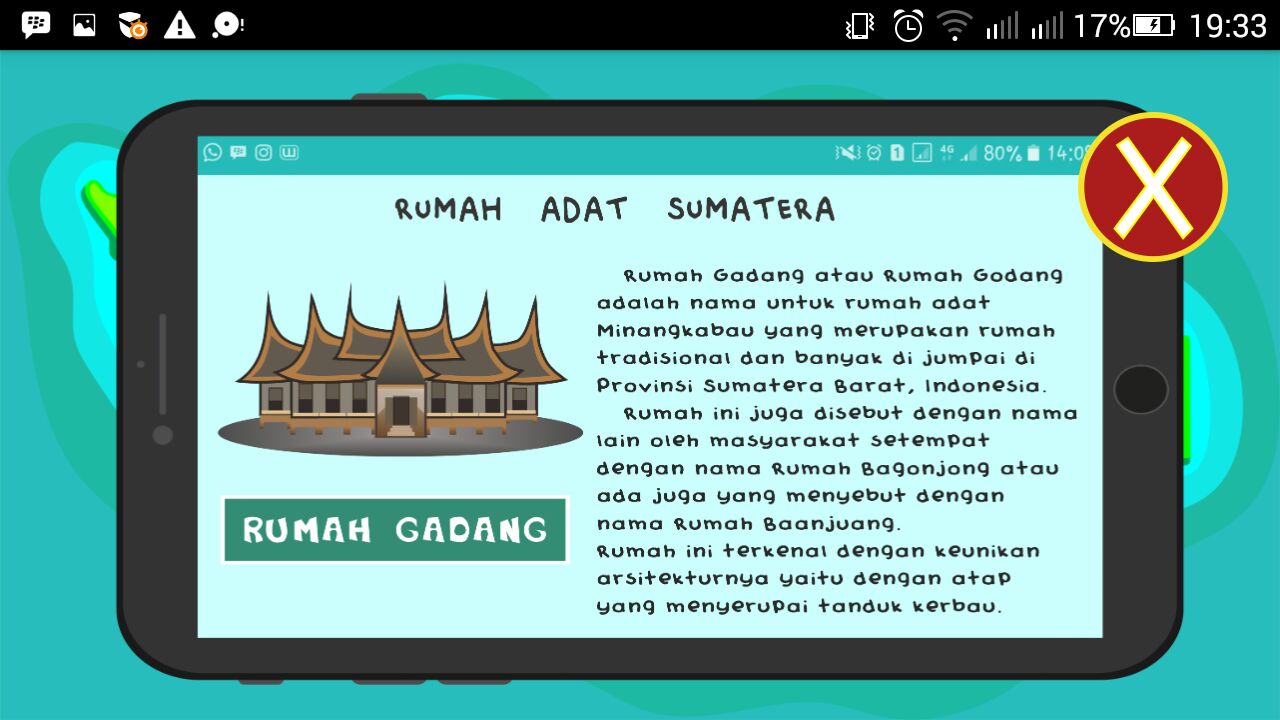 17% 19:33
4G 80% 14:0
RUMAH ADAT SUMATERA
Rumah Gadang atau Rumah Godang
adalah nama untuk rumah adat
Minangkabau yang merupakan rumah
tradisional dan banyak di jumpai di
Provinsi Sumatera Barat, Indonesia.
Rumah ini juga disebut dengan nama
lain oleh masyarakat setempat
dengan nama Rumah Bagonjong atau
ada juga yang menyebut dengan
nama Rumah Baanjuang.
Rumah ini terkenal dengan keunikan
arsitekturnya yaitu dengan atap
yang menyerupai tanduk kerbau.
RUMAH GADANG
X